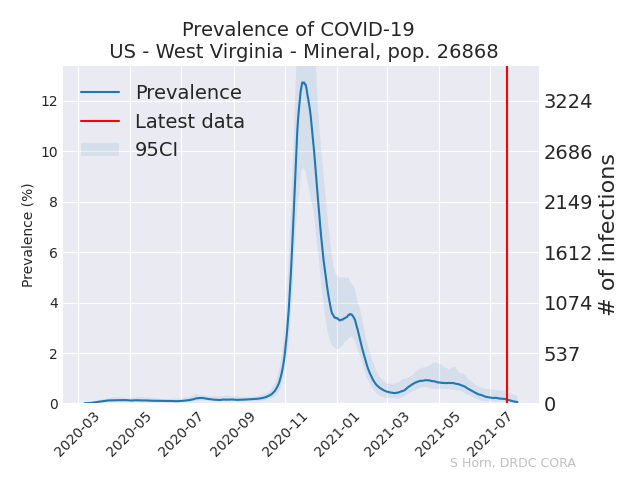 Prevalence of COVID-19
US - West Virginia - Mineral, pop. 26868
Prevalence
Latest data
95CI
Prevalence (%)
12
10
8
6
4
2
0
3224
2686
2149
1612
1074
537
0
# of infections
2020-03
2020-05
2020-07
2020-09
2020-11
2021-01
2021-03
2021-05
2021-07
S Horn, DRDC CORA